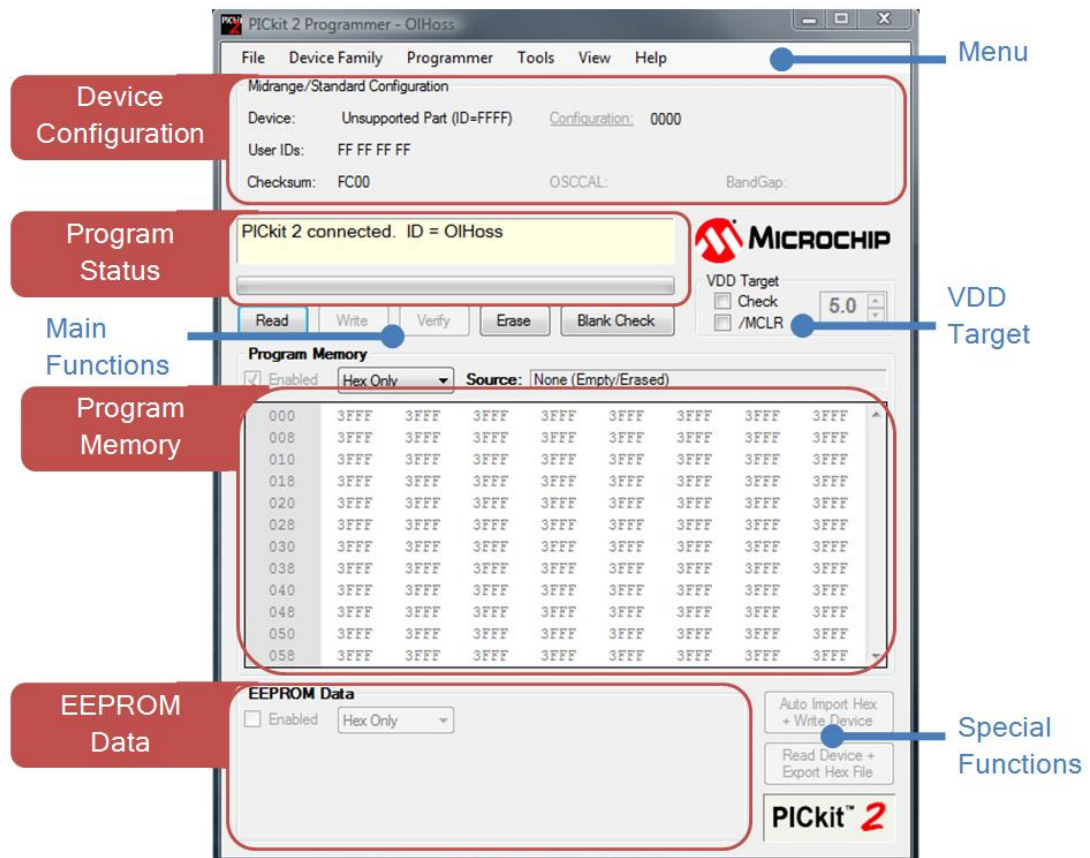 PICkit 2 Programmer - OlHoss
File Device Family Programmer Tools View Help
Menu
Device
Configuration
Midrange/Standard Configuration
Device: Unsupported Part (ID=FFFF) Configuration: 0000
User IDs: FF FF FF FF
Checksum: FC00 OSCCAL: BandGap:
Program
Status
PICkit 2 connected. ID = OlHoss
MICROCHIP
VDD Target
Check
/MCLR
5.0
VDD
Target
Main
Functions
Read Write Verify Erase Blank Check
Program Memory
Enabled Hex Only Source: None (Empty/Erased)
Program
Memory
000 3FFF 3FFF 3FFF 3FFF 3FFF 3FFF 3FFF 3FFF
008 3FFF 3FFF 3FFF 3FFF 3FFF 3FFF 3FFF 3FFF
010 3FFF 3FFF 3FFF 3FFF 3FFF 3FFF 3FFF 3FFF
018 3FFF 3FFF 3FFF 3FFF 3FFF 3FFF 3FFF 3FFF
020 3FFF 3FFF 3FFF 3FFF 3FFF 3FFF 3FFF 3FFF
028 3FFF 3FFF 3FFF 3FFF 3FFF 3FFF 3FFF 3FFF
030 3FFF 3FFF 3FFF 3FFF 3FFF 3FFF 3FFF 3FFF
038 3FFF 3FFF 3FFF 3FFF 3FFF 3FFF 3FFF 3FFF
040 3FFF 3FFF 3FFF 3FFF 3FFF 3FFF 3FFF 3FFF
048 3FFF 3FFF 3FFF 3FFF 3FFF 3FFF 3FFF 3FFF
050 3FFF 3FFF 3FFF 3FFF 3FFF 3FFF 3FFF 3FFF
058 3FFF 3FFF 3FFF 3FFF 3FFF 3FFF 3FFF 3FFF
EEPROM
Data
EEPROM Data
Enabled Hex Only
Auto Import Hex
+ Write Device
Read Device +
Export Hex File
Special
Functions
PICkit™ 2